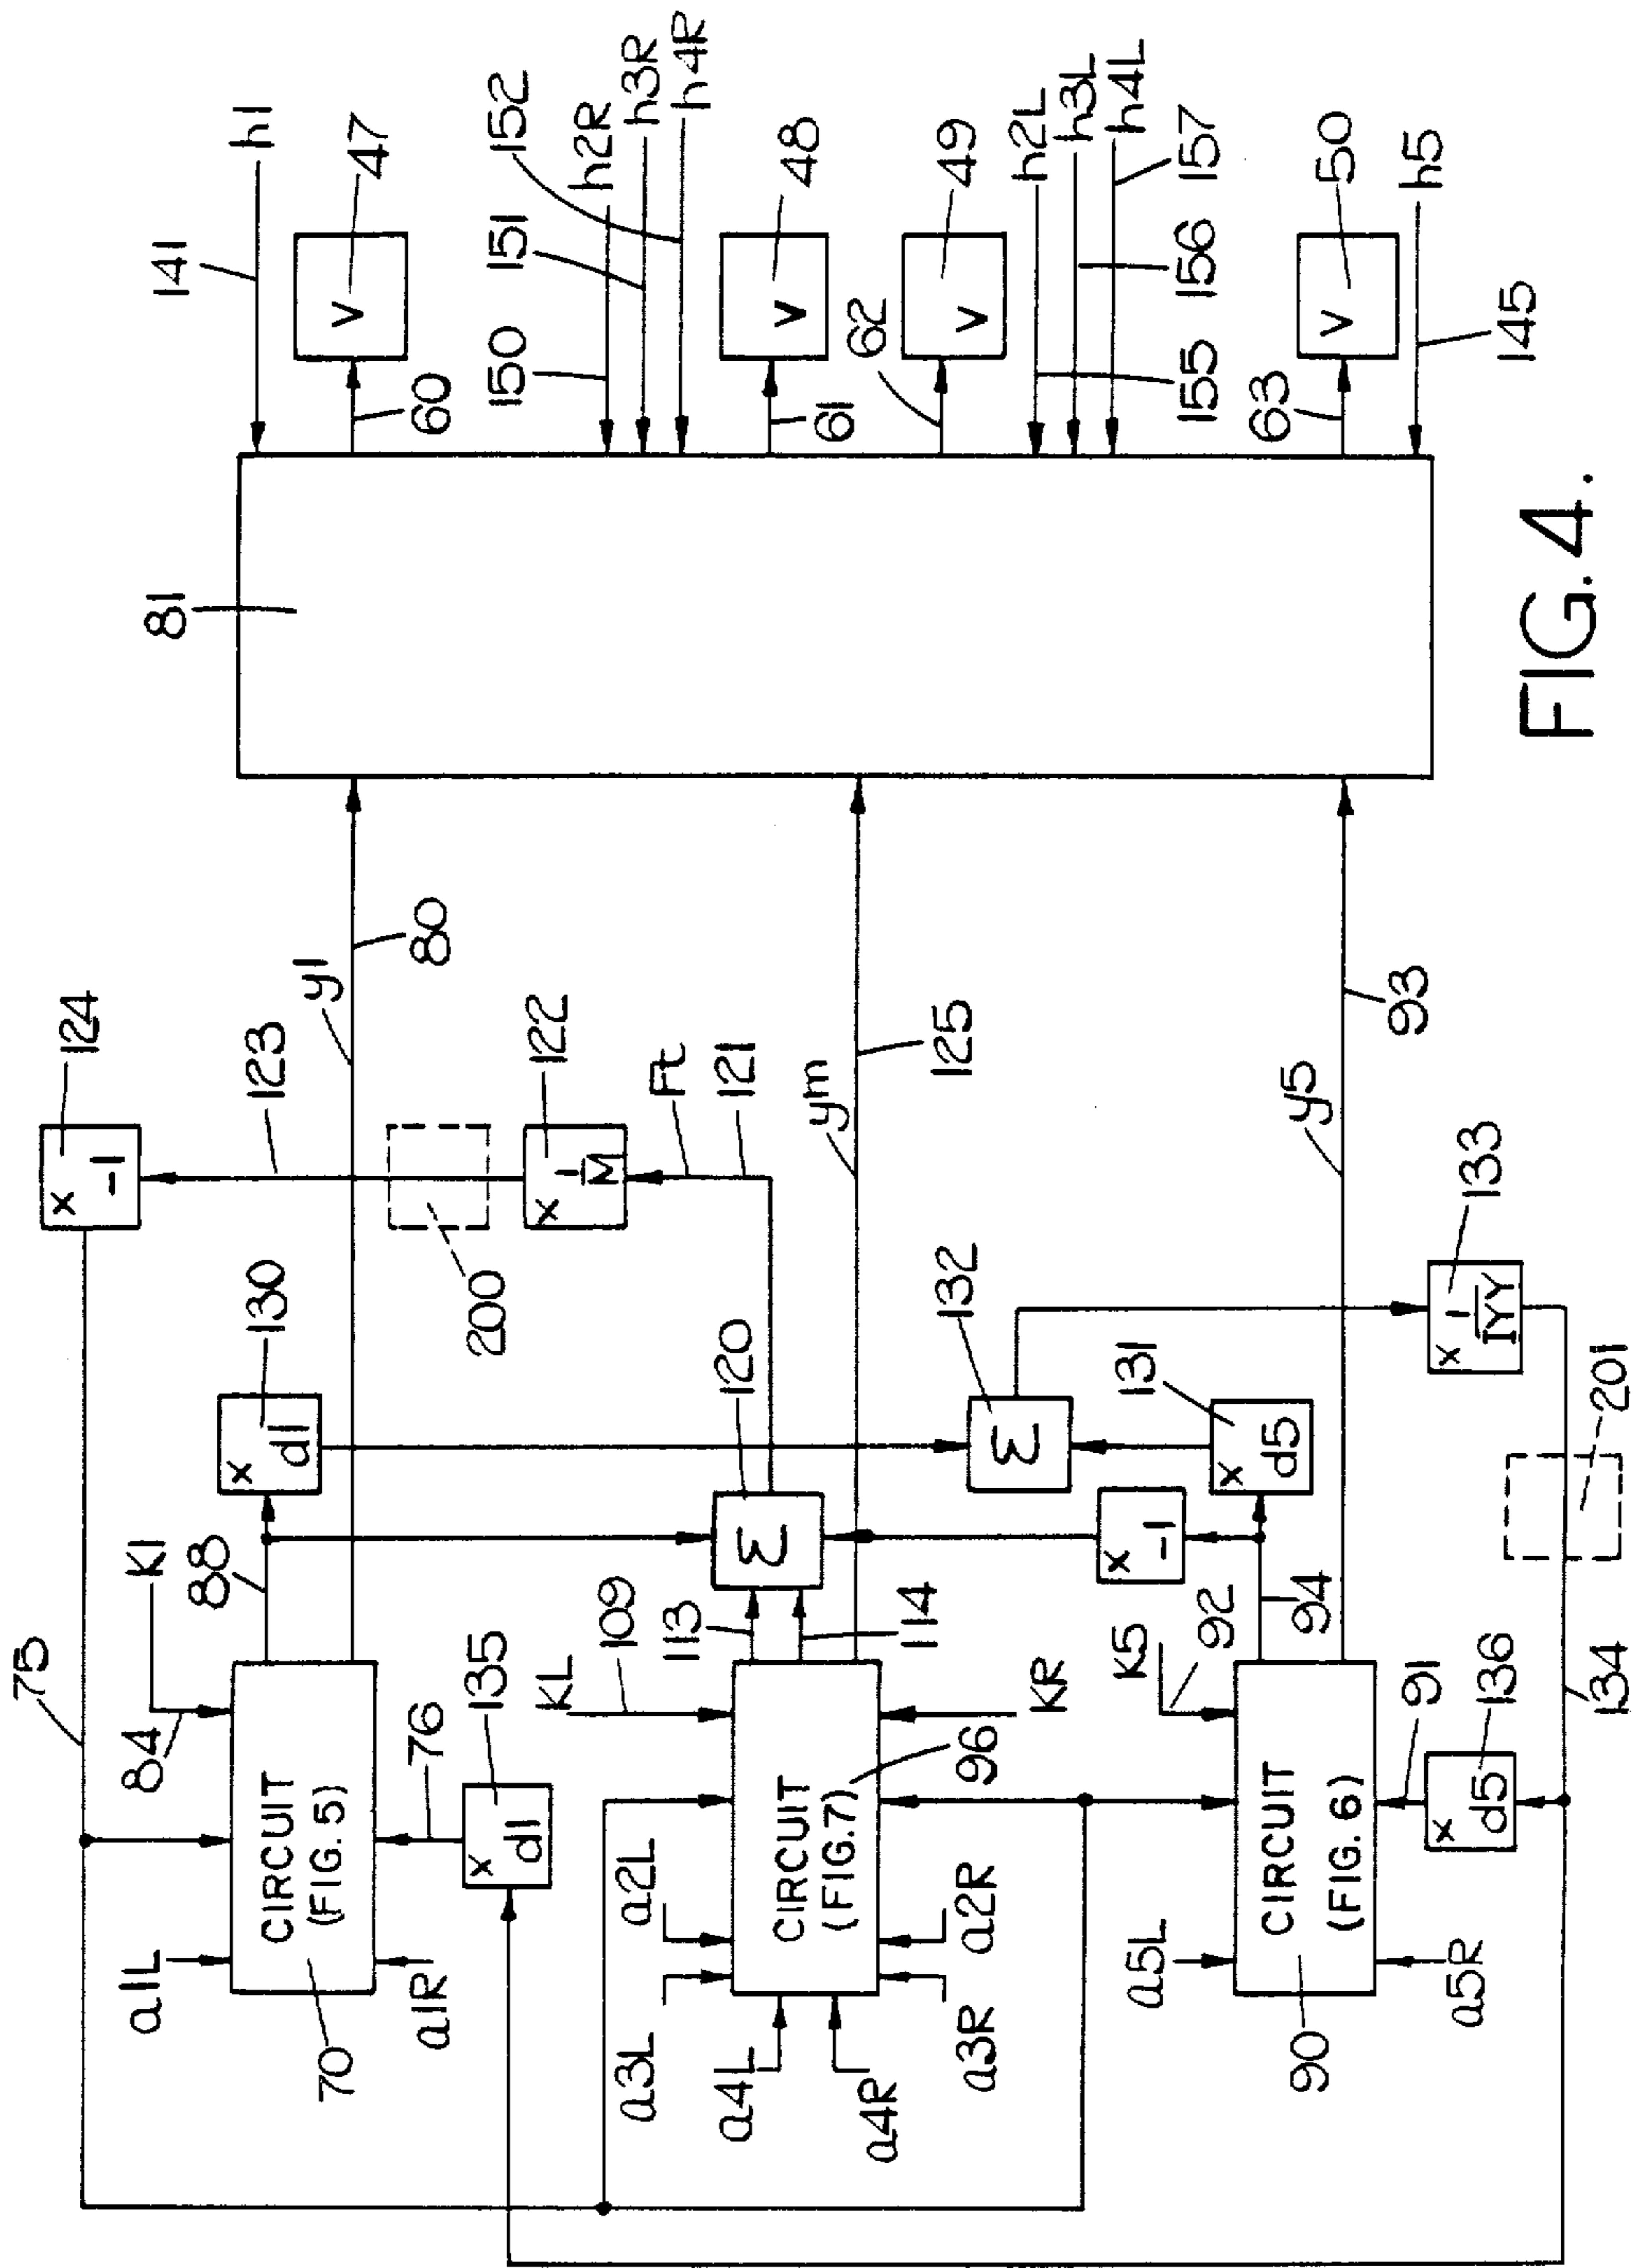 75
124
x
-1
123
K1
84
88
130
x
d1
y1
80
141
h1
a1L
CIRCUIT
(FIG. 5)
70
a1R
76
135
x
d1
200
122
x
1
M
Ft
121
81
60
V
47
150
151
152
h2R
h3R
h4R
KL
109
113
114
120
Σ
a2L
a3L
a4L
a4R
CIRCUIT
(FIG.7)
96
KR
a2R
a3R
ym
125
61
V
48
62
V
49
132
Σ
x
-1
131
x
d5
155
156
157
h2L
h3L
h4L
K5
92
94
a5L
CIRCUIT
(FIG. 6)
90
a5R
91
136
x
d5
y5
93
133
x
1
IYY
63
V
50
145
h5
134
201
FIG. 4.